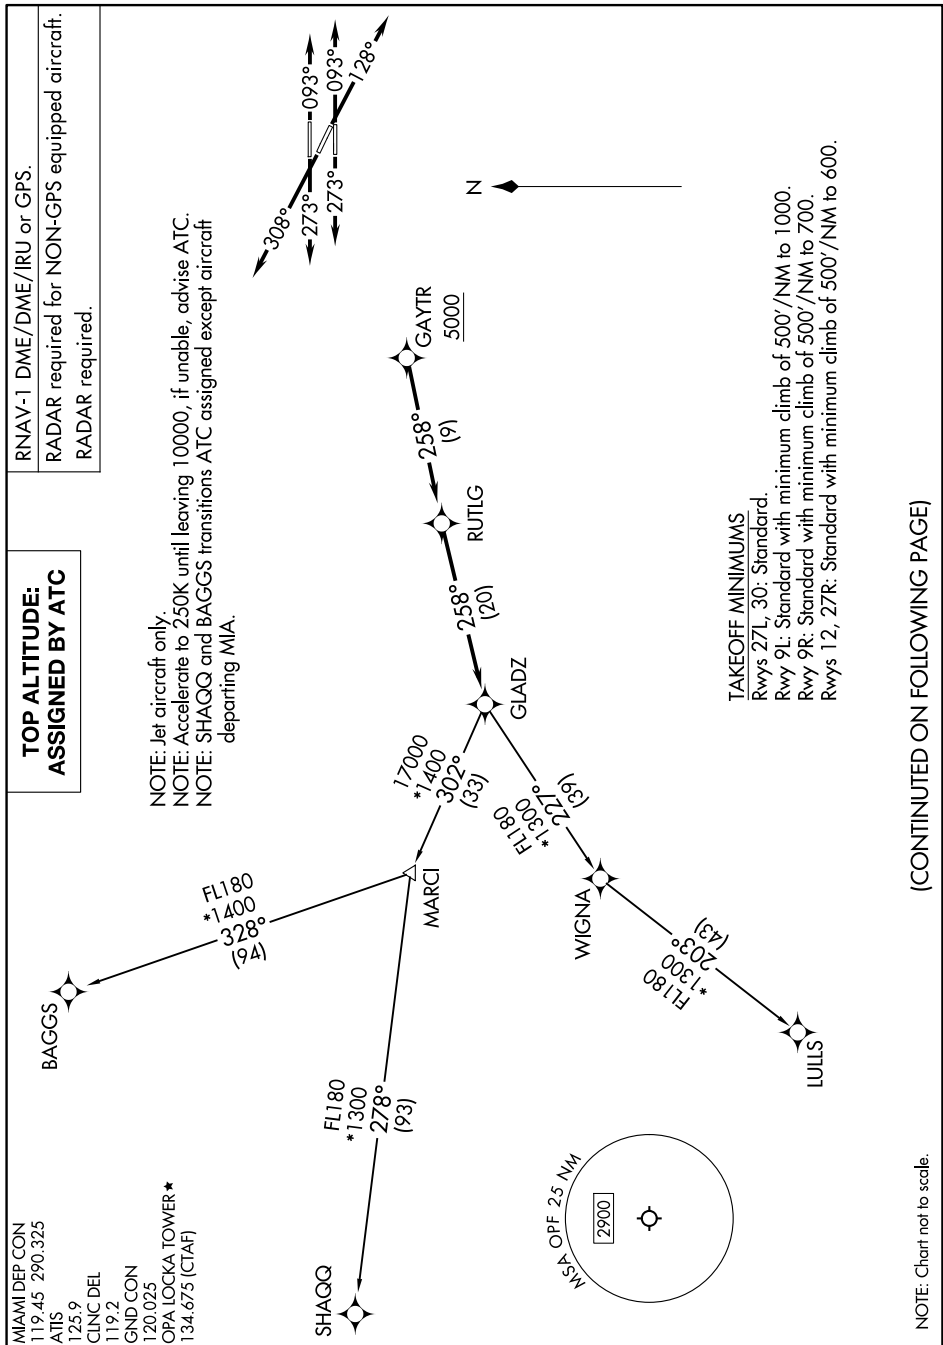 MIAMI DEP CON
119.45 290.325
ATIS
125.9
CLNC DEL
119.2
GND CON
120.025
OPA LOCKA TOWER★
134.675 (CTAF)
TOP ALTITUDE:
ASSIGNED BY ATC
RNAV-1 DME/DME/IRU or GPS.
RADAR required for NON-GPS equipped aircraft.
RADAR required.
NOTE: Jet aircraft only.
NOTE: Accelerate to 250K until leaving 10000, if unable, advise ATC.
NOTE: SHAQQ and BAGGS transitions ATC assigned except aircraft
departing MIA.
308°
273°
093°
273°
093°
128°
N
BAGGS
FL180
*1400
328°
(94)
SHAQQ
FL180
*1300
278°
(93)
MARCI
17000
*1400
302°
(33)
GLADZ
258°
(20)
RUTLG
258°
(9)
GAYTR
5000
FL180
*1300
227°
(39)
WIGNA
FL180
*1300
203°
(43)
LULLS
MSA OPF 25 NM
2900
TAKEOFF MINIMUMS
Rwys 27L, 30: Standard.
Rwy 9L: Standard with minimum climb of 500'/NM to 1000.
Rwy 9R: Standard with minimum climb of 500'/NM to 700.
Rwys 12, 27R: Standard with minimum climb of 500'/NM to 600.
(CONTINUTED ON FOLLOWING PAGE)
NOTE: Chart not to scale.